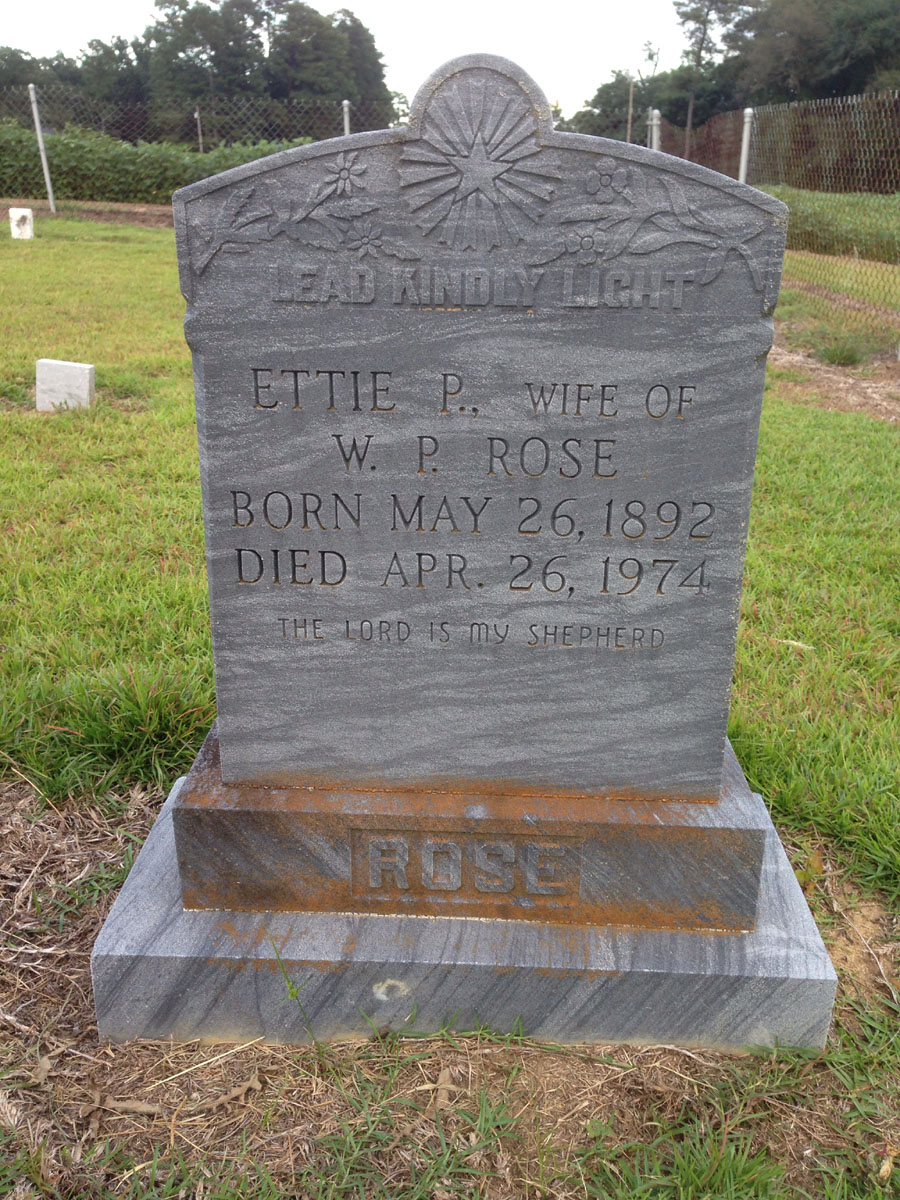 LEAD KINDLY LIGHT
ETTIE P., WIFE OF
W. P. ROSE
BORN MAY 26, 1892
DIED APR. 26, 1974
THE LORD IS MY SHEPHERD
ROSE